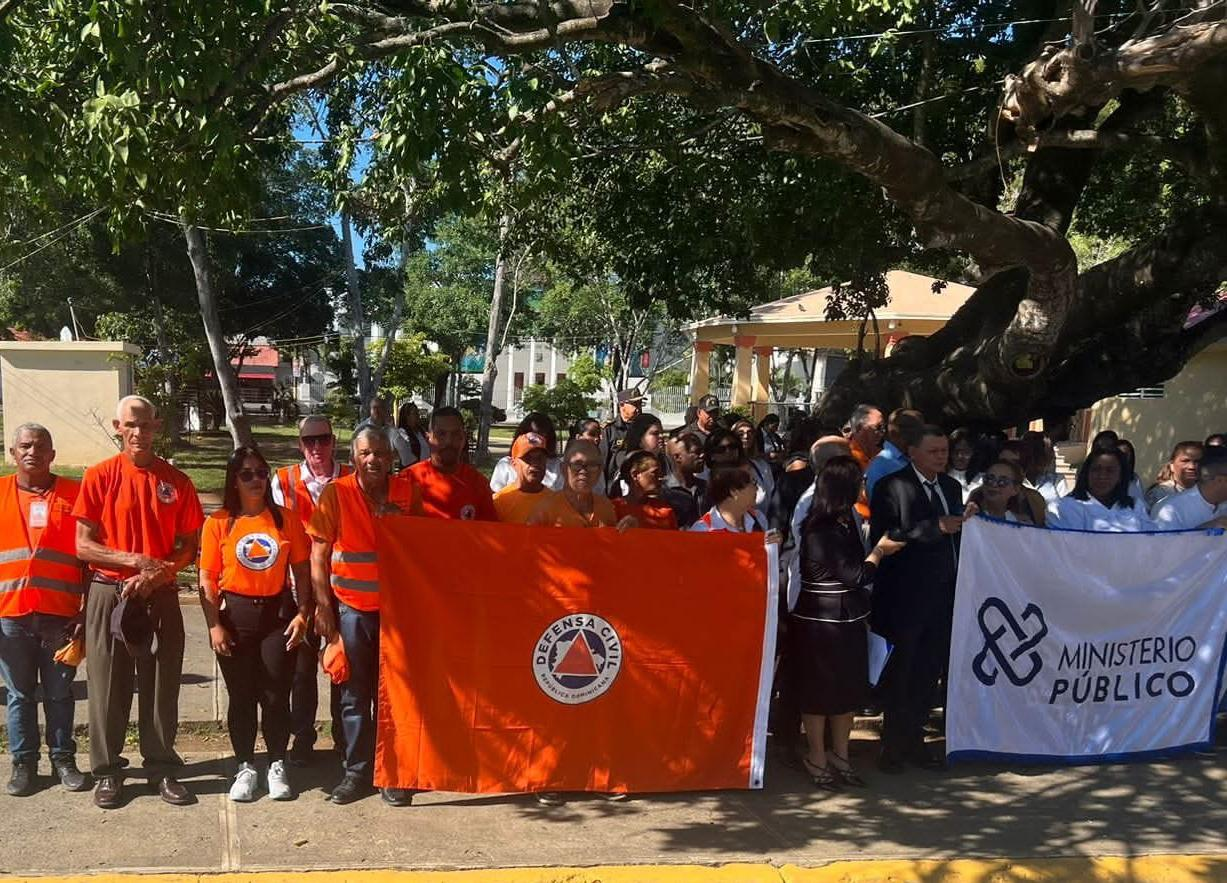 DEFENSA CIVIL
REPÚBLICA DOMINICANA
MINISTERIO
PÚBLICO